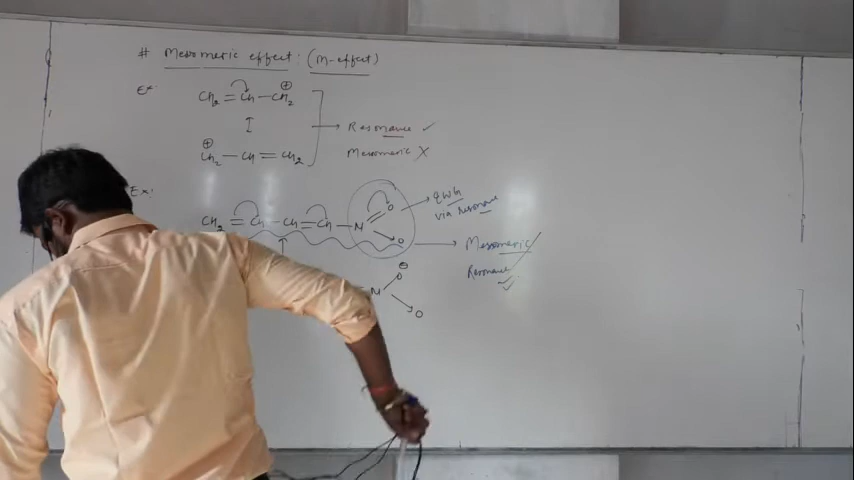 # Mesomeric effect: (M-effect)
Ex CH2 = CH — CH2 ⊕
Resonance ✓
Mesomeric ✗
⊕ CH2 — CH = CH2
Ex:
CH2 = CH — CH = CH — N O O
via resonance
Mesomeric
Resonance ✓✓
⊖
O
N
O